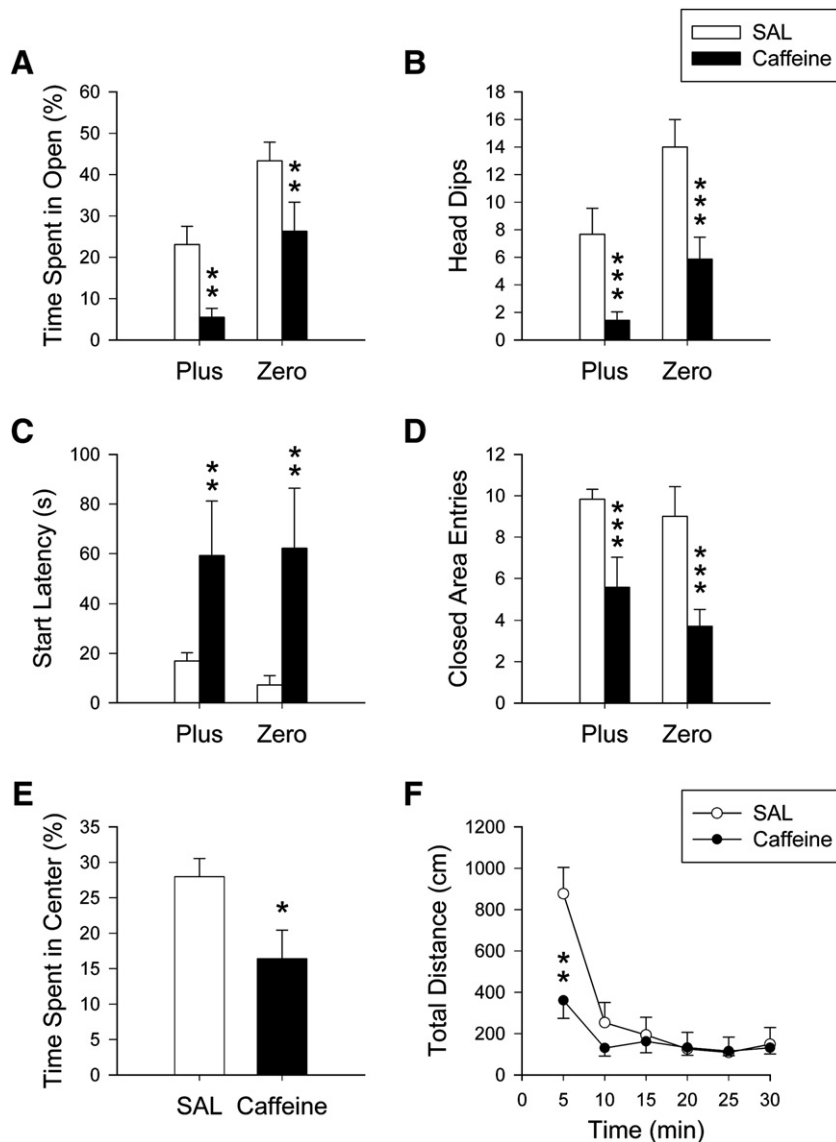 SAL
Caffeine
A
Time Spent in Open (%)
60
50
40
30
20
10
0
**
**
Plus Zero
B
Head Dips
18
16
14
12
10
8
6
4
2
0
***
***
Plus Zero
C
Start Latency (s)
100
80
60
40
20
0
**
**
Plus Zero
D
Closed Area Entries
12
10
8
6
4
2
0
***
***
Plus Zero
E
Time Spent in Center (%)
35
30
25
20
15
10
5
0
*
SAL Caffeine
F
SAL
Caffeine
Total Distance (cm)
1200
1000
800
600
400
200
0
**
0 5 10 15 20 25 30
Time (min)